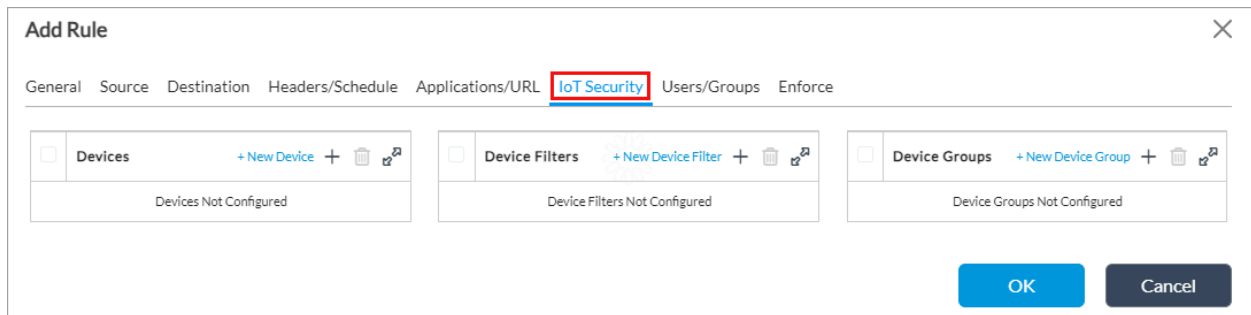 Add Rule
General Source Destination Headers/Schedule Applications/URL IoT Security Users/Groups Enforce
Devices + New Device
Devices Not Configured
Device Filters + New Device Filter
Device Filters Not Configured
Device Groups + New Device Group
Device Groups Not Configured
OK Cancel